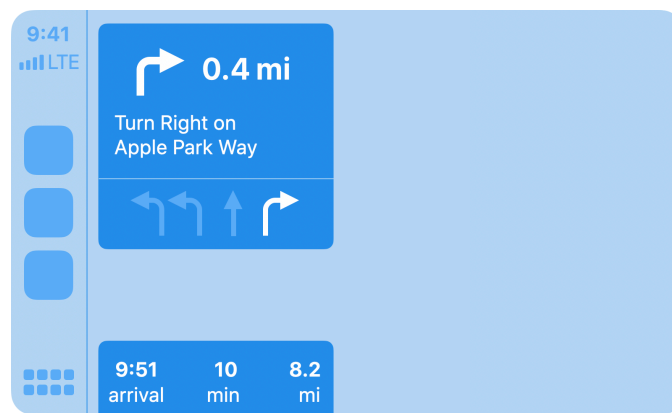 9:41
LTE
0.4 mi
Turn Right on
Apple Park Way
9:51 10 8.2
arrival min mi